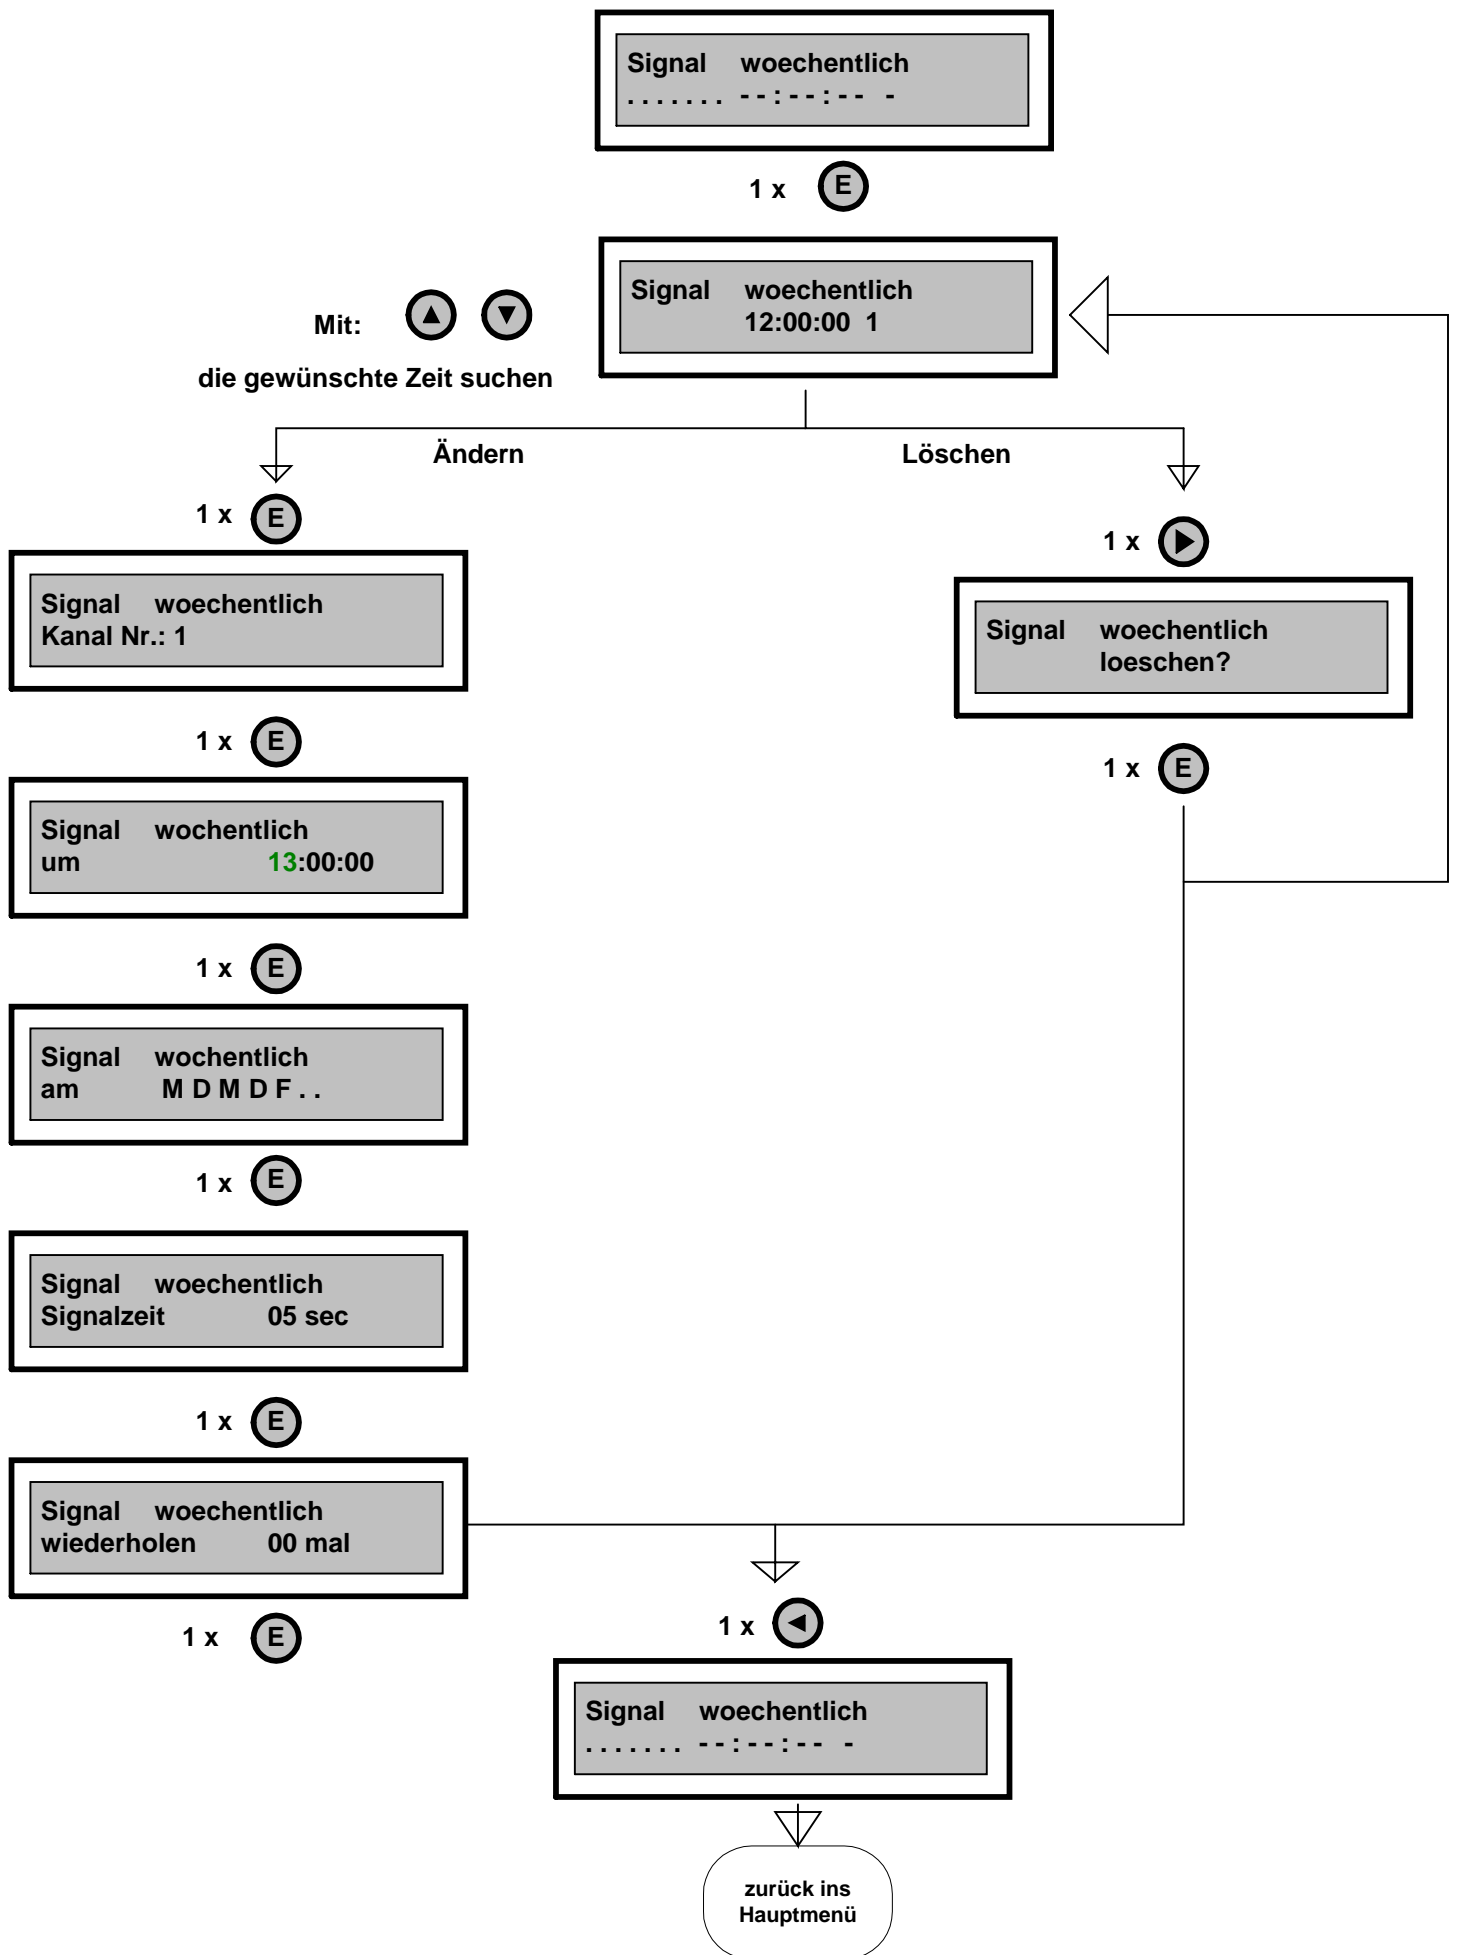 Signal woechentlich
. . . . . . . - - : - - : - - -
1 x E
Signal woechentlich
12:00:00 1
Mit:
die gewünschte Zeit suchen
Ändern
Löschen
1 x E
Signal woechentlich
Kanal Nr.: 1
1 x E
Signal wochentlich
um 13:00:00
1 x E
Signal wochentlich
am M D M D F . .
1 x E
Signal woechentlich
Signalzeit 05 sec
1 x E
Signal woechentlich
wiederholen 00 mal
1 x E
1 x
Signal woechentlich
loeschen?
1 x E
1 x
Signal woechentlich
. . . . . . . - - : - - : - - -
zurück ins
Hauptmenü